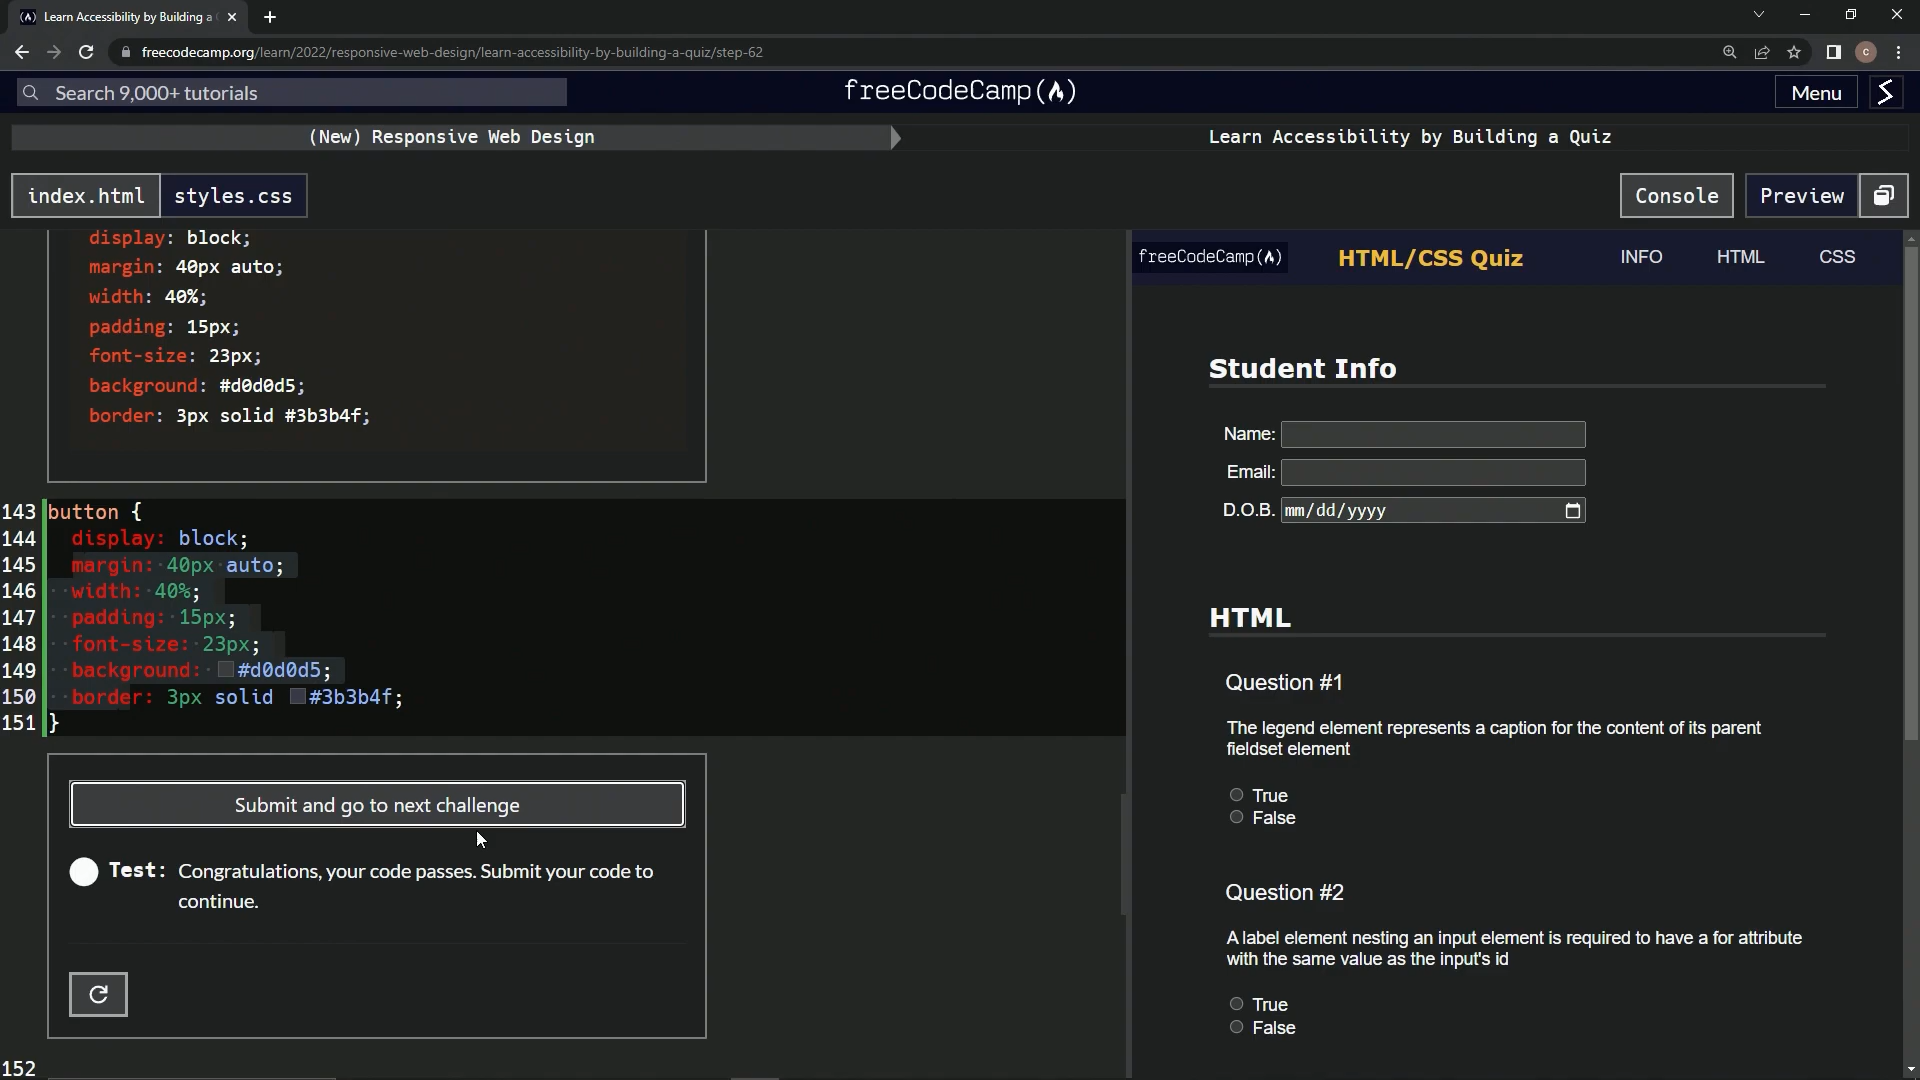 Learn Accessibility by Building a
freecodecamp.org/learn/2022/responsive-web-design/learn-accessibility-by-building-a-quiz/step-62
C
Search 9,000+ tutorials
freeCodeCamp
Menu
(New) Responsive Web Design
Learn Accessibility by Building a Quiz
index.html
styles.css
Console
Preview
display: block;
margin: 40px auto;
width: 40%;
padding: 15px;
font-size: 23px;
background: #d0d0d5;
border: 3px solid #3b3b4f;
143 button {
144 display: block;
145 margin: 40px auto;
146 width: 40%;
147 padding: 15px;
148 font-size: 23px;
149 background: #d0d0d5;
150 border: 3px solid #3b3b4f;
151 }
Submit and go to next challenge
Test: Congratulations, your code passes. Submit your code to
continue.
152
freeCodeCamp
HTML/CSS Quiz
INFO
HTML
CSS
Student Info
Name:
Email:
D.O.B. mm/dd/yyyy
HTML
Question #1
The legend element represents a caption for the content of its parent
fieldset element
True
False
Question #2
A label element nesting an input element is required to have a for attribute
with the same value as the input's id
True
False